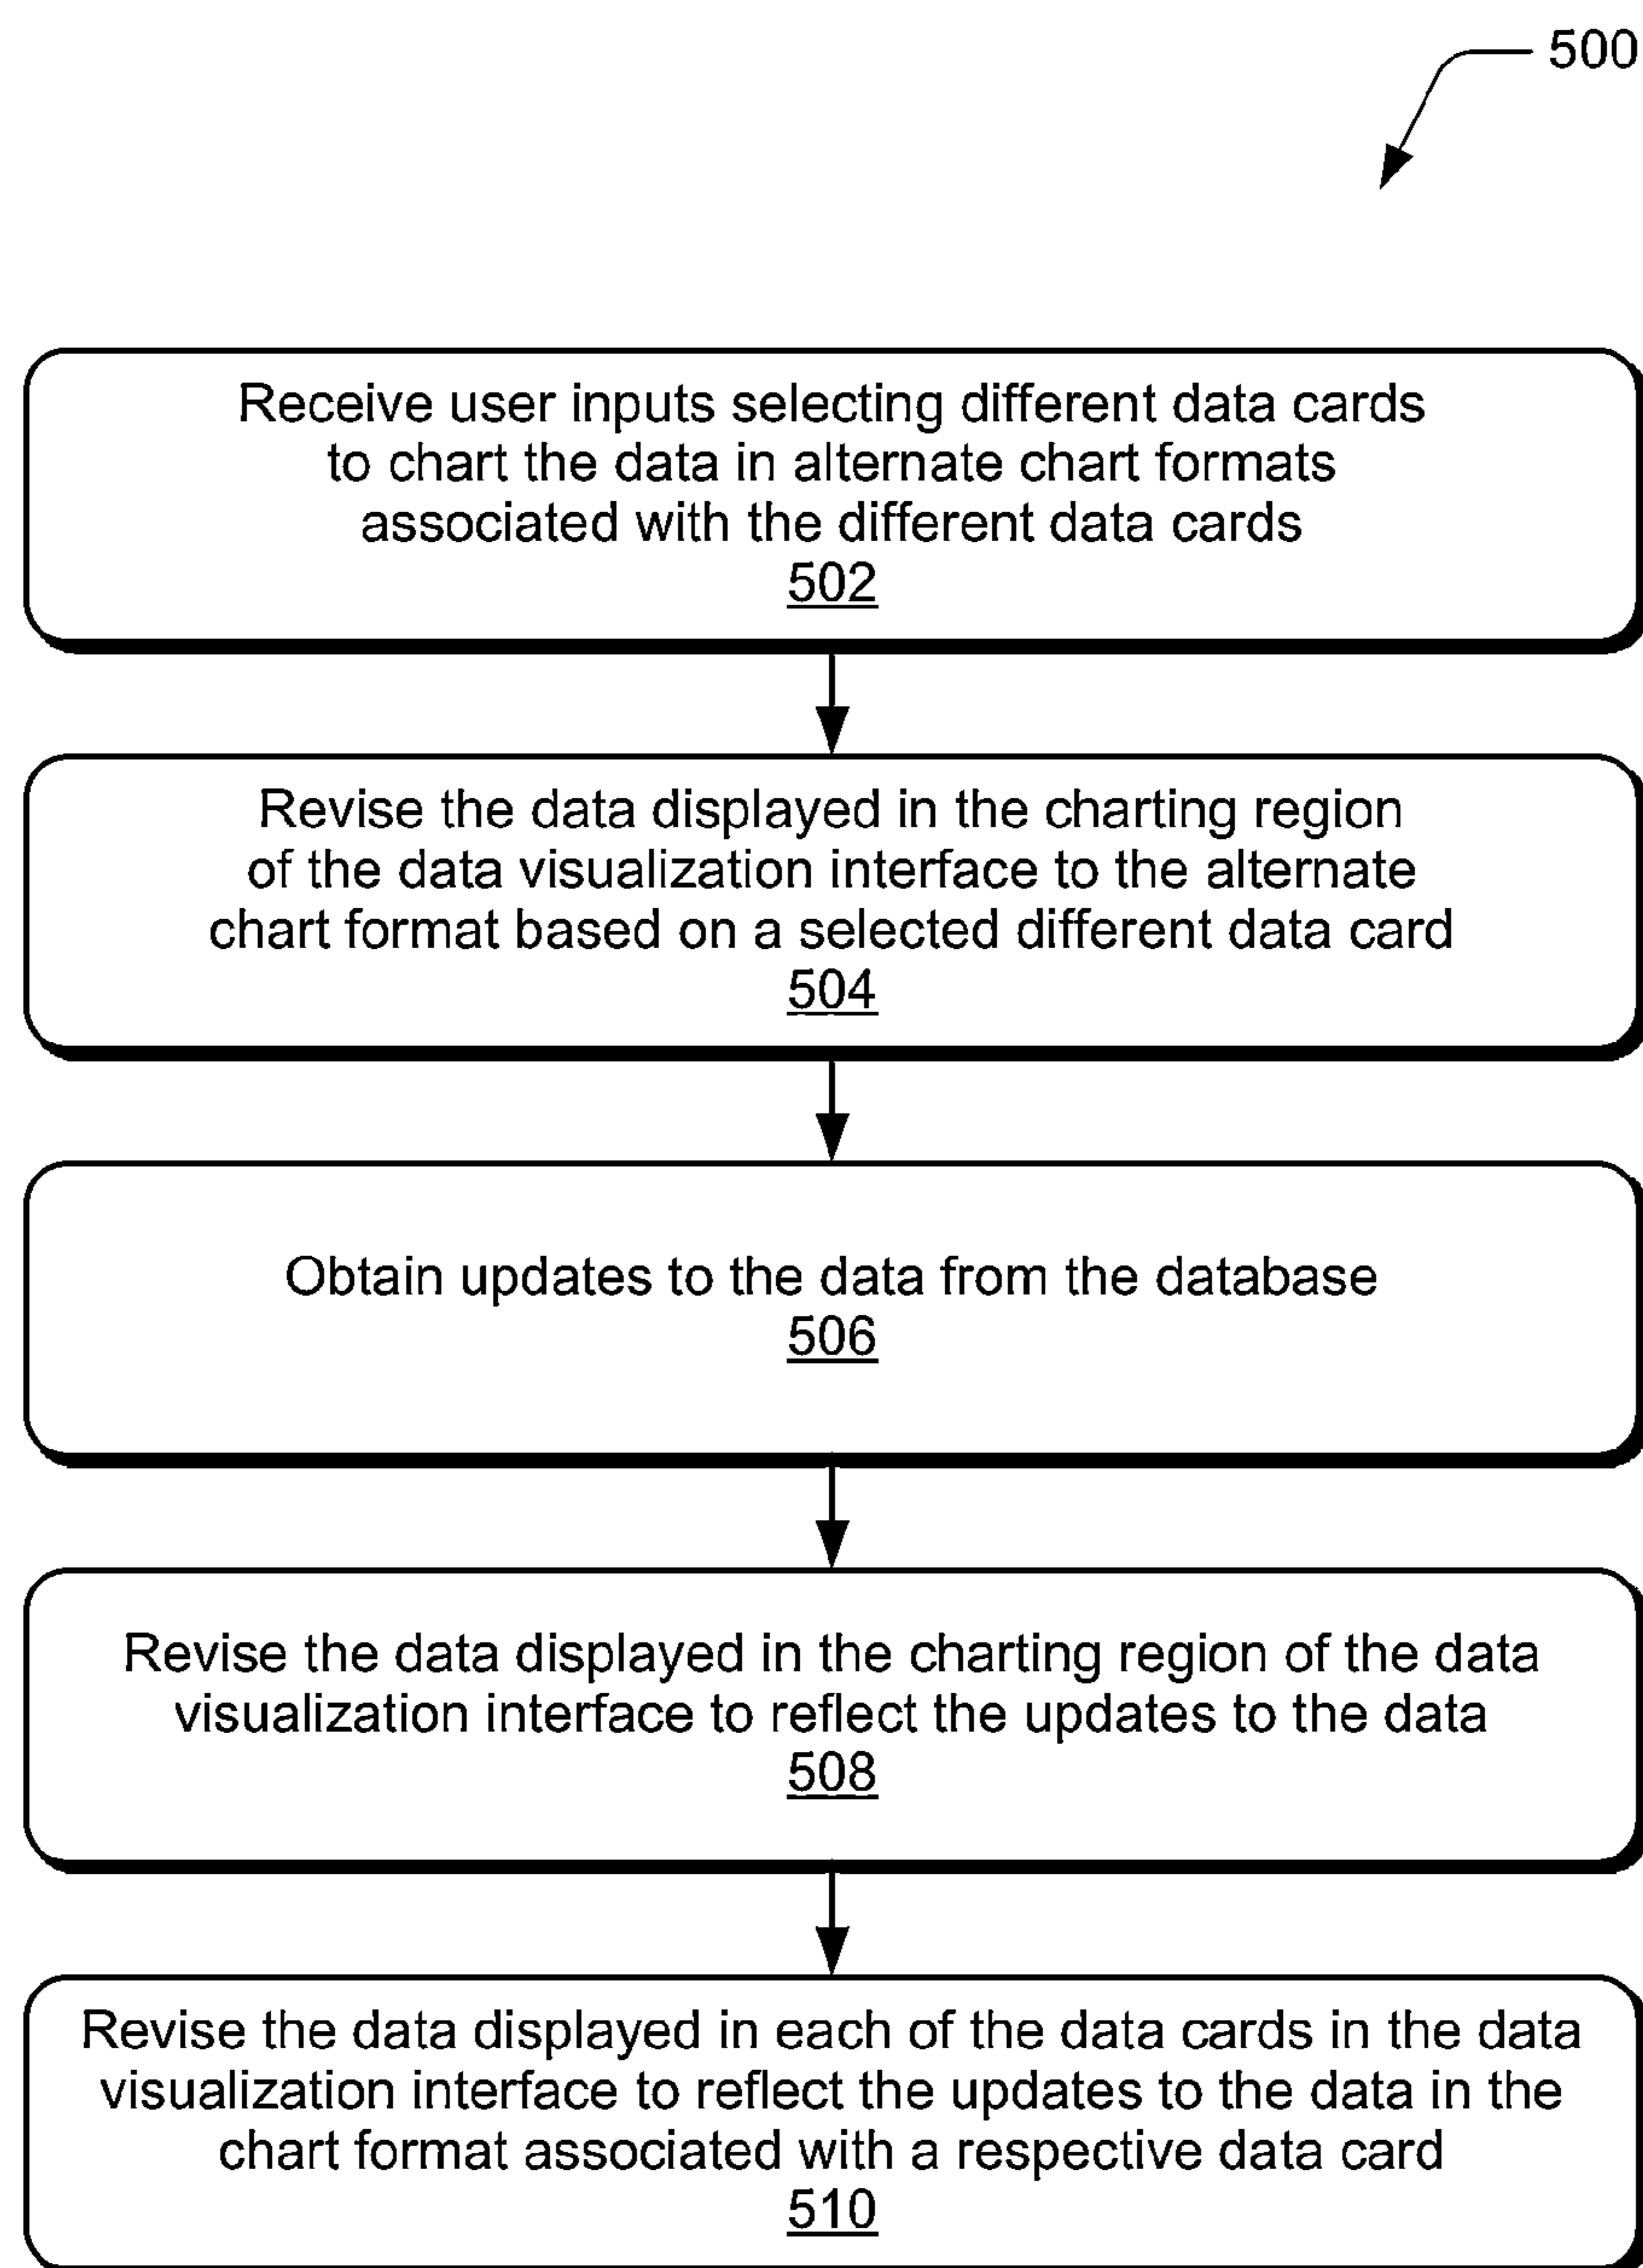 500
Receive user inputs selecting different data cards
to chart the data in alternate chart formats
associated with the different data cards
502
Revise the data displayed in the charting region
of the data visualization interface to the alternate
chart format based on a selected different data card
504
Obtain updates to the data from the database
506
Revise the data displayed in the charting region of the data
visualization interface to reflect the updates to the data
508
Revise the data displayed in each of the data cards in the data
visualization interface to reflect the updates to the data in the
chart format associated with a respective data card
510